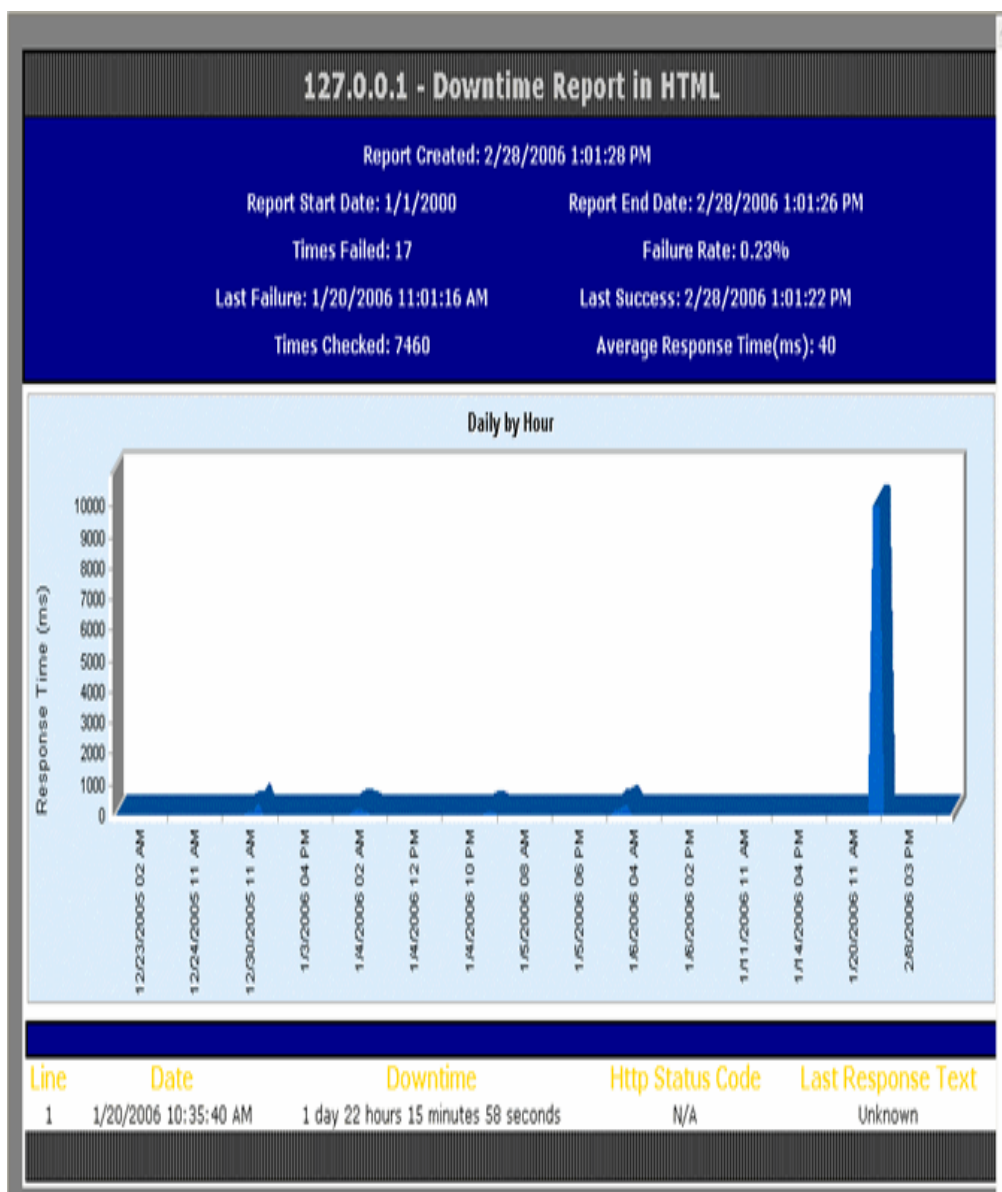 127.0.0.1 - Downtime Report in HTML
Report Created: 2/28/2006 1:01:28 PM
Report Start Date: 1/1/2000 Report End Date: 2/28/2006 1:01:26 PM
Times Failed: 17 Failure Rate: 0.23%
Last Failure: 1/20/2006 11:01:16 AM Last Success: 2/28/2006 1:01:22 PM
Times Checked: 7460 Average Response Time(ms): 40
Daily by Hour
Response Time (ms)
10000
9000
8000
7000
6000
5000
4000
3000
2000
1000
0
12/23/2005 02 AM
12/24/2005 11 AM
12/30/2005 11 AM
1/3/2006 04 PM
1/4/2006 02 AM
1/4/2006 12 PM
1/4/2006 10 PM
1/5/2006 08 AM
1/5/2006 06 PM
1/6/2006 04 AM
1/6/2006 02 PM
1/11/2006 11 AM
1/14/2006 04 PM
1/20/2006 11 AM
2/8/2006 03 PM
Line Date Downtime Http Status Code Last Response Text
1 1/20/2006 10:35:40 AM 1 day 22 hours 15 minutes 58 seconds N/A Unknown